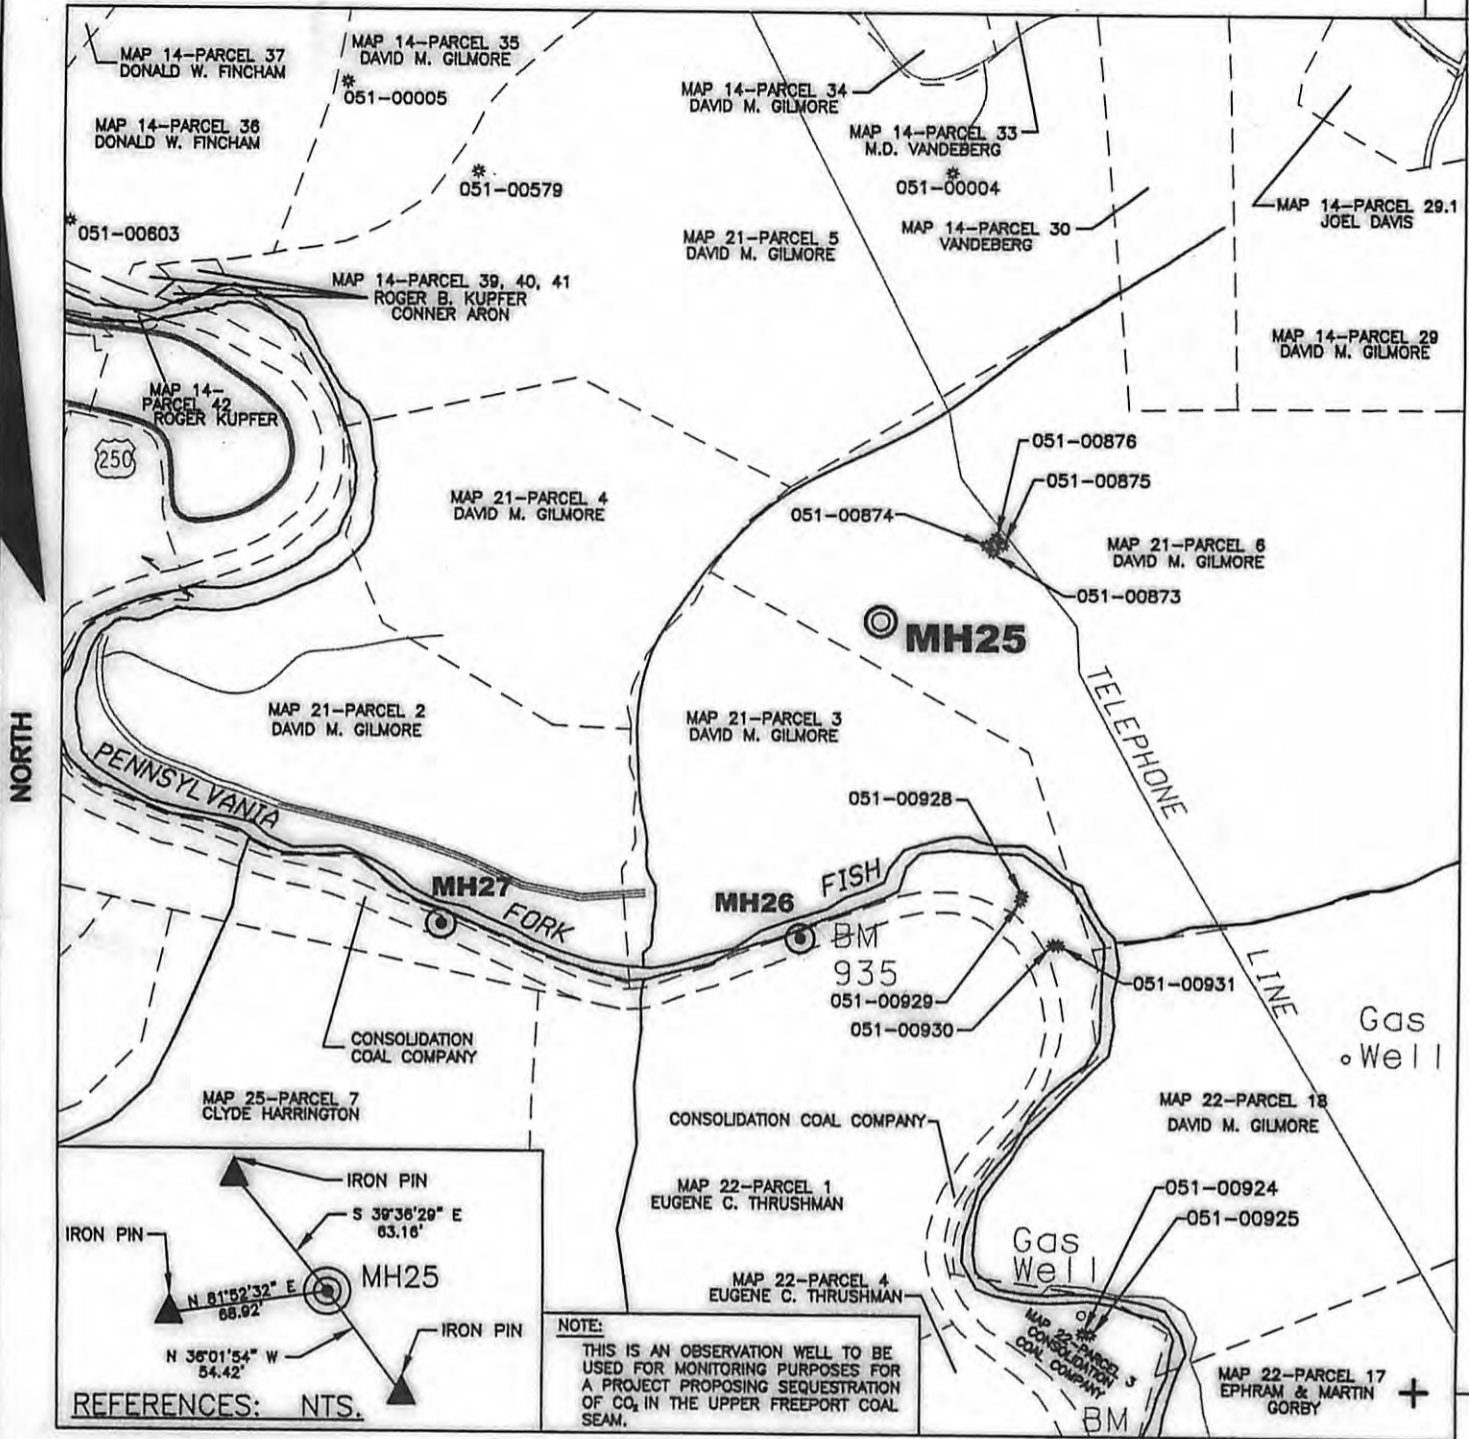 MAP 14-PARCEL 37
DONALD W. FINCHAM
MAP 14-PARCEL 35
DAVID M. GILMORE
051-00005
MAP 14-PARCEL 36
DONALD W. FINCHAM
051-00579
051-00603
MAP 14-PARCEL 34
DAVID M. GILMORE
MAP 14-PARCEL 33
M.D. VANDEBERG
051-00004
MAP 14-PARCEL 30
VANDEBERG
MAP 14-PARCEL 29.1
JOEL DAVIS
MAP 21-PARCEL 5
DAVID M. GILMORE
MAP 14-PARCEL 39, 40, 41
ROGER B. KUPFER
CONNER ARON
MAP 14-PARCEL 29
DAVID M. GILMORE
MAP 14-
PARCEL 42
ROGER KUPFER
250
051-00876
051-00875
051-00874
MAP 21-PARCEL 4
DAVID M. GILMORE
MAP 21-PARCEL 6
DAVID M. GILMORE
051-00873
MH25
NORTH
MAP 21-PARCEL 2
DAVID M. GILMORE
MAP 21-PARCEL 3
DAVID M. GILMORE
TELEPHONE
LINE
PENNSYLVANIA
FORK
FISH
051-00928
MH27
MH26
BM
935
051-00929
051-00930
051-00931
Gas
Well
CONSOLIDATION
COAL COMPANY
MAP 25-PARCEL 7
CLYDE HARRINGTON
CONSOLIDATION COAL COMPANY
MAP 22-PARCEL 18
DAVID M. GILMORE
MAP 22-PARCEL 1
EUGENE C. THRUSHMAN
051-00924
051-00925
Gas
Well
MAP 22-PARCEL 4
EUGENE C. THRUSHMAN
MAP 22-PARCEL 3
CONSOLIDATION
COAL COMPANY
BM
MAP 22-PARCEL 17
EPHRAM & MARTIN
GORBY
IRON PIN
S 39°36'29" E
63.16'
IRON PIN
MH25
N 81°52'32" E
68.92'
IRON PIN
N 36°01'54" W
54.42'
REFERENCES: NTS.
NOTE:
THIS IS AN OBSERVATION WELL TO BE
USED FOR MONITORING PURPOSES FOR
A PROJECT PROPOSING SEQUESTRATION
OF CO₂ IN THE UPPER FREEPORT COAL
SEAM.